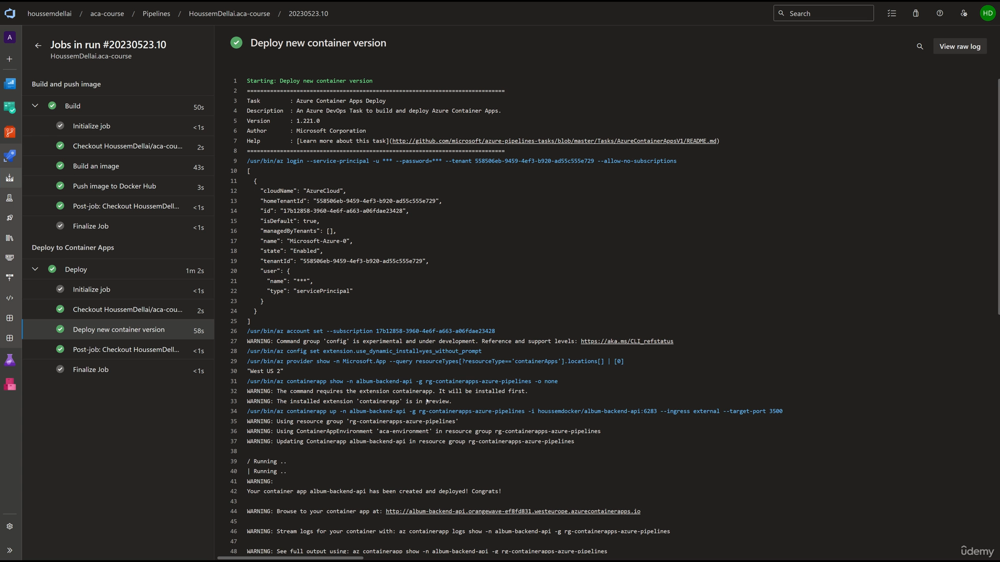 houssemdellai / aca-course / Pipelines / HoussemDellai.aca-course / 20230523.10
Search
HD
A
Jobs in run #20230523.10
HoussemDellai.aca-course
Build and push image
Build 50s
Initialize job <1s
Checkout HoussemDellai/aca-cou... 2s
Build an image 43s
Push image to Docker Hub 3s
Post-job: Checkout HoussemDell... <1s
Finalize Job <1s
Deploy to Container Apps
Deploy 1m 2s
Initialize job <1s
Checkout HoussemDellai/aca-cou... 2s
Deploy new container version 58s
Post-job: Checkout HoussemDell... <1s
Finalize Job <1s
Deploy new container version
View raw log
1 Starting: Deploy new container version
2 ==============================================================================
3 Task : Azure Container Apps Deploy
4 Description : An Azure DevOps Task to build and deploy Azure Container Apps.
5 Version : 1.221.0
6 Author : Microsoft Corporation
7 Help : [Learn more about this task](http://github.com/microsoft/azure-pipelines-tasks/blob/master/Tasks/AzureContainerAppsV1/README.md)
8 ==============================================================================
9 /usr/bin/az login --service-principal -u *** --password=*** --tenant 558506eb-9459-4ef3-b920-ad55c555e729 --allow-no-subscriptions
10 [
11 {
12 "cloudName": "AzureCloud",
13 "homeTenantId": "558506eb-9459-4ef3-b920-ad55c555e729",
14 "id": "17b12858-3960-4e6f-a663-a06fdae23428",
15 "isDefault": true,
16 "managedByTenants": [],
17 "name": "Microsoft-Azure-0",
18 "state": "Enabled",
19 "tenantId": "558506eb-9459-4ef3-b920-ad55c555e729",
20 "user": {
21 "name": "***",
22 "type": "servicePrincipal"
23 }
24 }
25 ]
26 /usr/bin/az account set --subscription 17b12858-3960-4e6f-a663-a06fdae23428
27 WARNING: Command group 'config' is experimental and under development. Reference and support levels: https://aka.ms/CLI_refstatus
28 /usr/bin/az config set extension.use_dynamic_install=yes_without_prompt
29 /usr/bin/az provider show -n Microsoft.App --query resourceTypes[?resourceType=='containerApps'].locations[] | [0]
30 "West US 2"
31 /usr/bin/az containerapp show -n album-backend-api -g rg-containerapps-azure-pipelines -o none
32 WARNING: The command requires the extension containerapp. It will be installed first.
33 WARNING: The installed extension 'containerapp' is in preview.
34 /usr/bin/az containerapp up -n album-backend-api -g rg-containerapps-azure-pipelines -i houssemdocker/album-backend-api:6283 --ingress external --target-port 3500
35 WARNING: Using resource group 'rg-containerapps-azure-pipelines'
36 WARNING: Using ContainerAppEnvironment 'aca-environment' in resource group rg-containerapps-azure-pipelines
37 WARNING: Updating Containerapp album-backend-api in resource group rg-containerapps-azure-pipelines
38
39 / Running ..
40 | Running ..
41 WARNING:
42 Your container app album-backend-api has been created and deployed! Congrats!
43
44 WARNING: Browse to your container app at: http://album-backend-api.orangewave-ef8fd831.westeurope.azurecontainerapps.io
45
46 WARNING: Stream logs for your container with: az containerapp logs show -n album-backend-api -g rg-containerapps-azure-pipelines
47
48 WARNING: See full output using: az containerapp show -n album-backend-api -g rg-containerapps-azure-pipelines
ûdemy